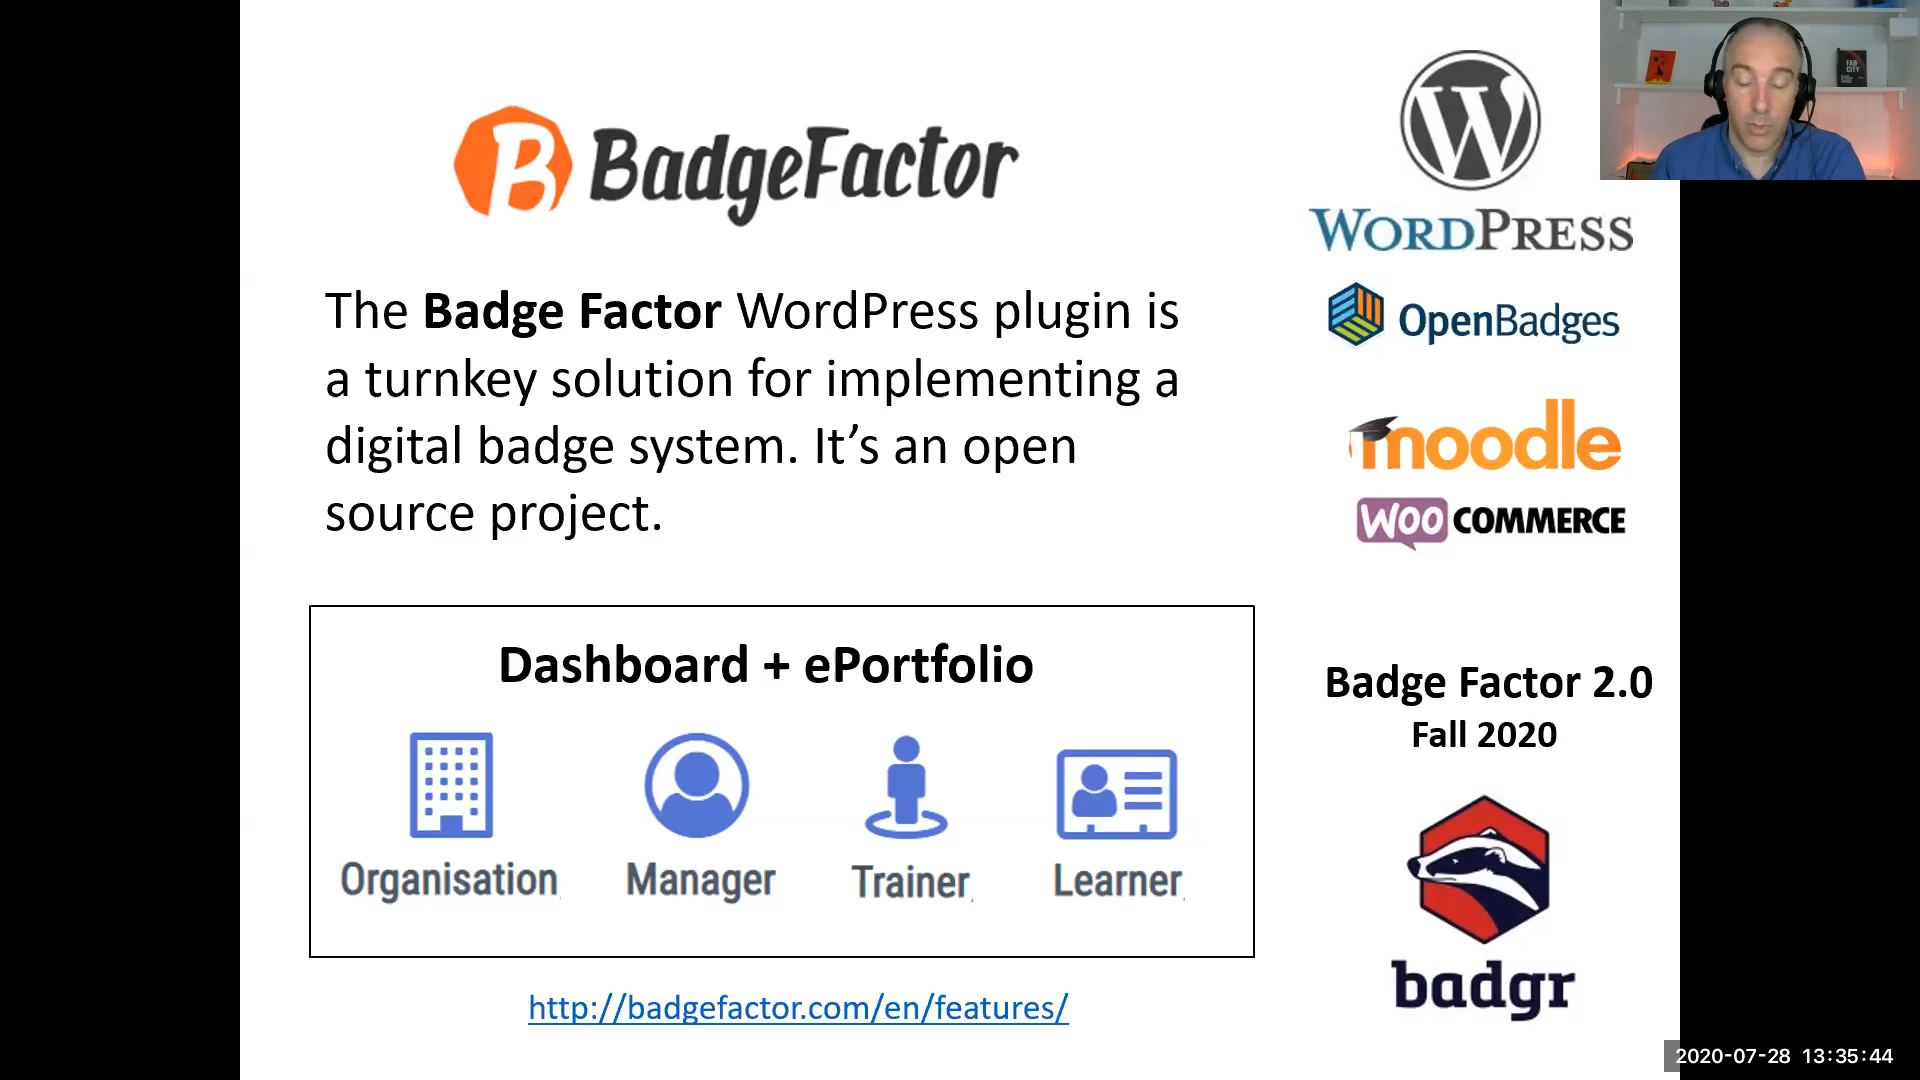 BadgeFactor
The Badge Factor WordPress plugin is
a turnkey solution for implementing a
digital badge system. It’s an open
source project.
Dashboard + ePortfolio
Organisation
Manager
Trainer
Learner
http://badgefactor.com/en/features/
WORDPRESS
OpenBadges
moodle
WOO COMMERCE
Badge Factor 2.0
Fall 2020
badgr
FAB
CITY
2020-07-28 13:35:44